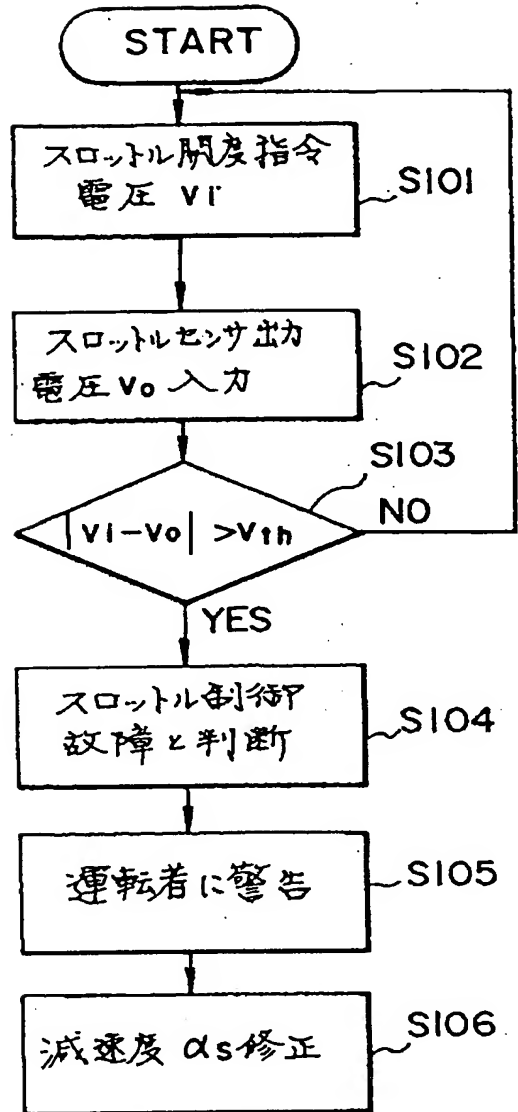 START
スロットル開度指令
電圧 Vi
S101
スロットルセンサ出力
電圧 Vo 入力
S102
S103
|Vi-Vo| >Vth
NO
YES
スロットル制御
故障と判断
S104
運転者に警告
S105
減速度 αs 修正
S106